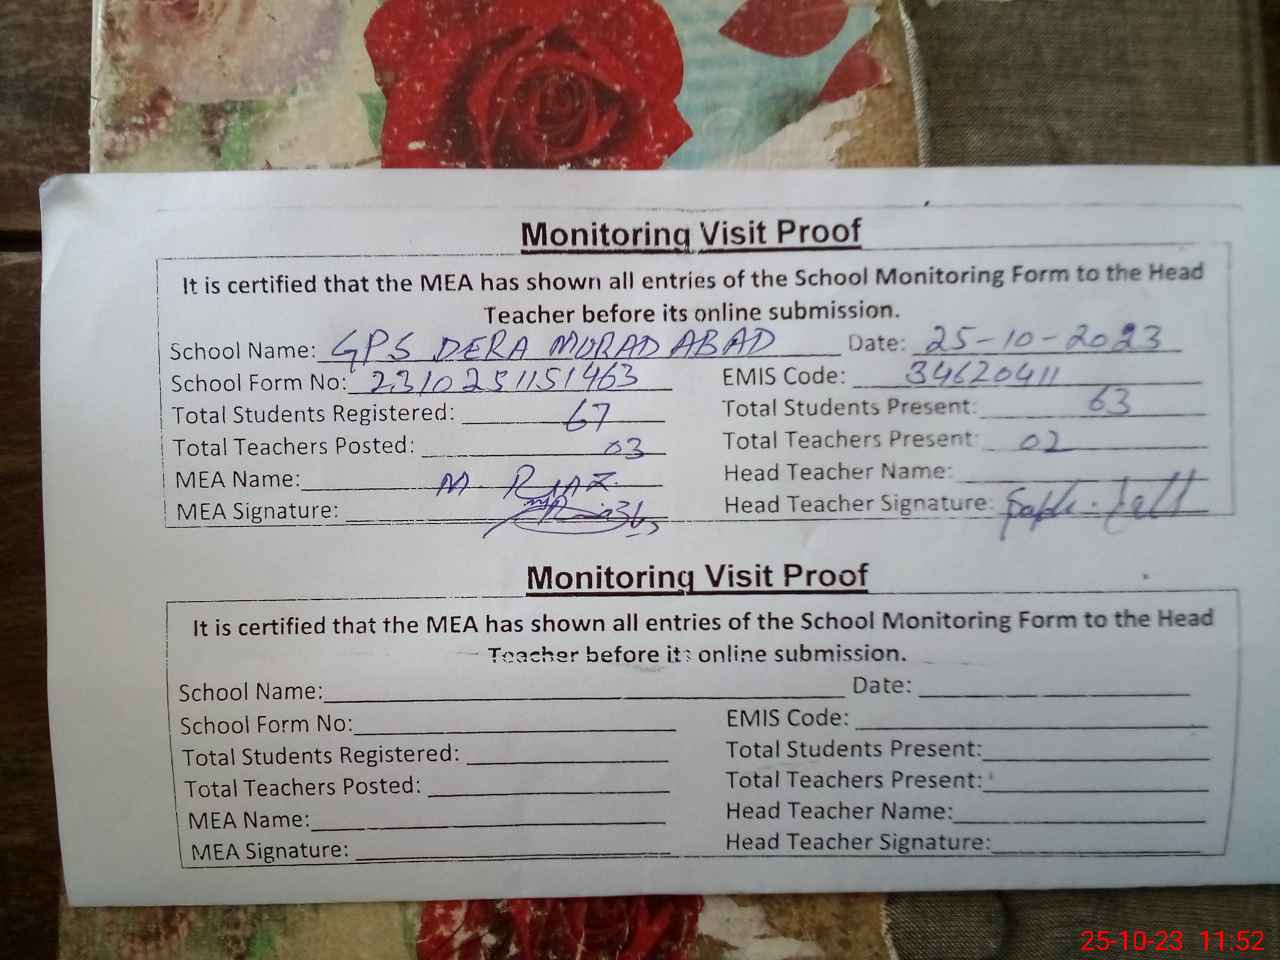 Monitoring Visit Proof
It is certified that the MEA has shown all entries of the School Monitoring Form to the Head
Teacher before its online submission.
School Name: GPS DERA MORAD ABAD Date: 25-10-2023
School Form No: 2310251151463 EMIS Code: 34620411
Total Students Registered: 67 Total Students Present: 63
Total Teachers Posted: 03 Total Teachers Present: 02
MEA Name: M. RIAZ Head Teacher Name:
MEA Signature: Head Teacher Signature:
Monitoring Visit Proof
It is certified that the MEA has shown all entries of the School Monitoring Form to the Head
Teacher before its online submission.
School Name: Date:
School Form No: EMIS Code:
Total Students Registered: Total Students Present:
Total Teachers Posted: Total Teachers Present:
MEA Name: Head Teacher Name:
MEA Signature: Head Teacher Signature:
25-10-23 11:52